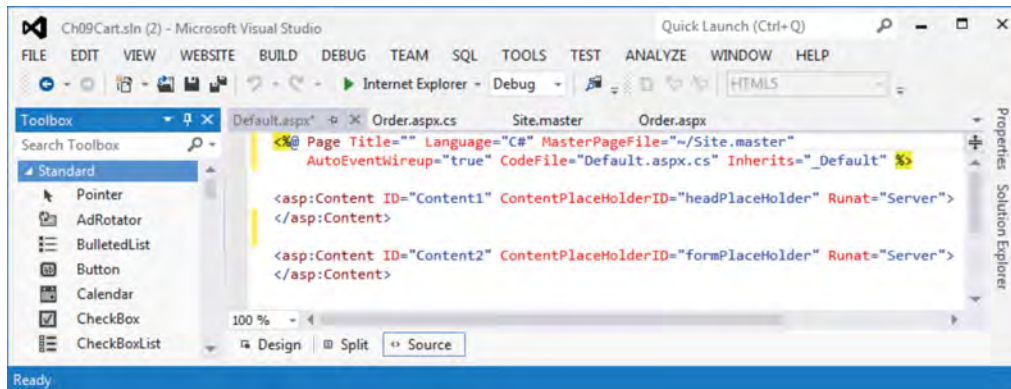 Ch09Cart.sln (2) - Microsoft Visual Studio
Quick Launch (Ctrl+Q)
FILE EDIT VIEW WEBSITE BUILD DEBUG TEAM SQL TOOLS TEST ANALYZE WINDOW HELP
Internet Explorer Debug HTML5
Toolbox
Default.aspx* Order.aspx.cs Site.master Order.aspx
Search Toolbox
Standard
Pointer
AdRotator
BulletedList
Button
Calendar
CheckBox
CheckBoxList
<%@ Page Title="" Language="C#" MasterPageFile="~/Site.master"
AutoEventWireup="true" CodeFile="Default.aspx.cs" Inherits="_Default" %>
<asp:Content ID="Content1" ContentPlaceHolderID="headPlaceHolder" Runat="Server">
</asp:Content>
<asp:Content ID="Content2" ContentPlaceHolderID="formPlaceHolder" Runat="Server">
</asp:Content>
100 %
Design Split Source
Properties
Solution Explorer
Ready